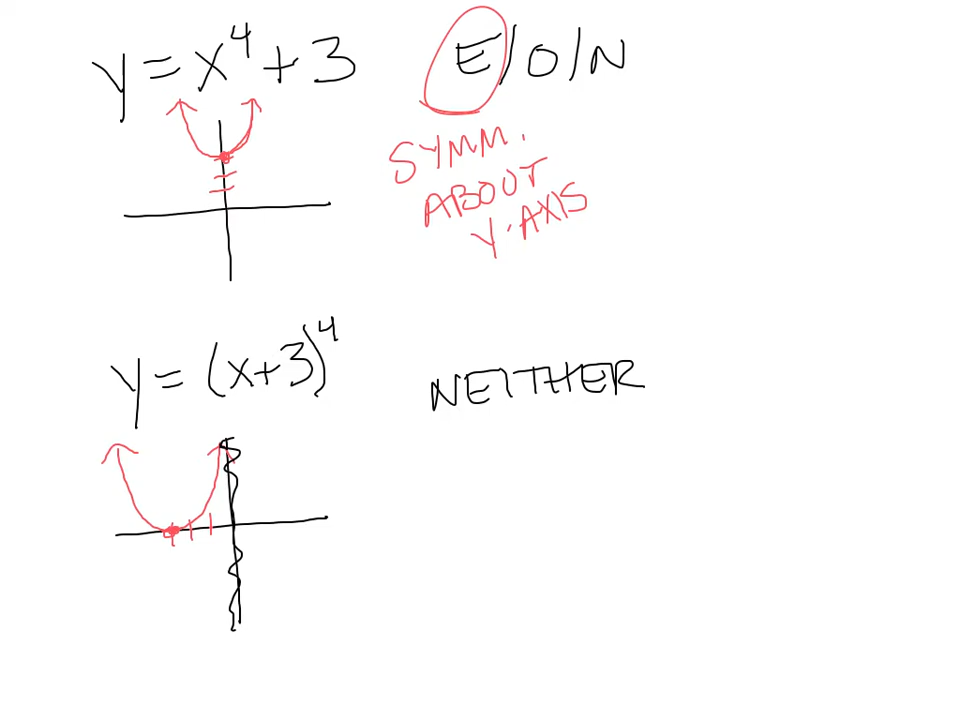 y = x⁴ + 3
E/O/N
SYMM.
ABOUT
Y-AXIS
y = (x+3)⁴
NEITHER